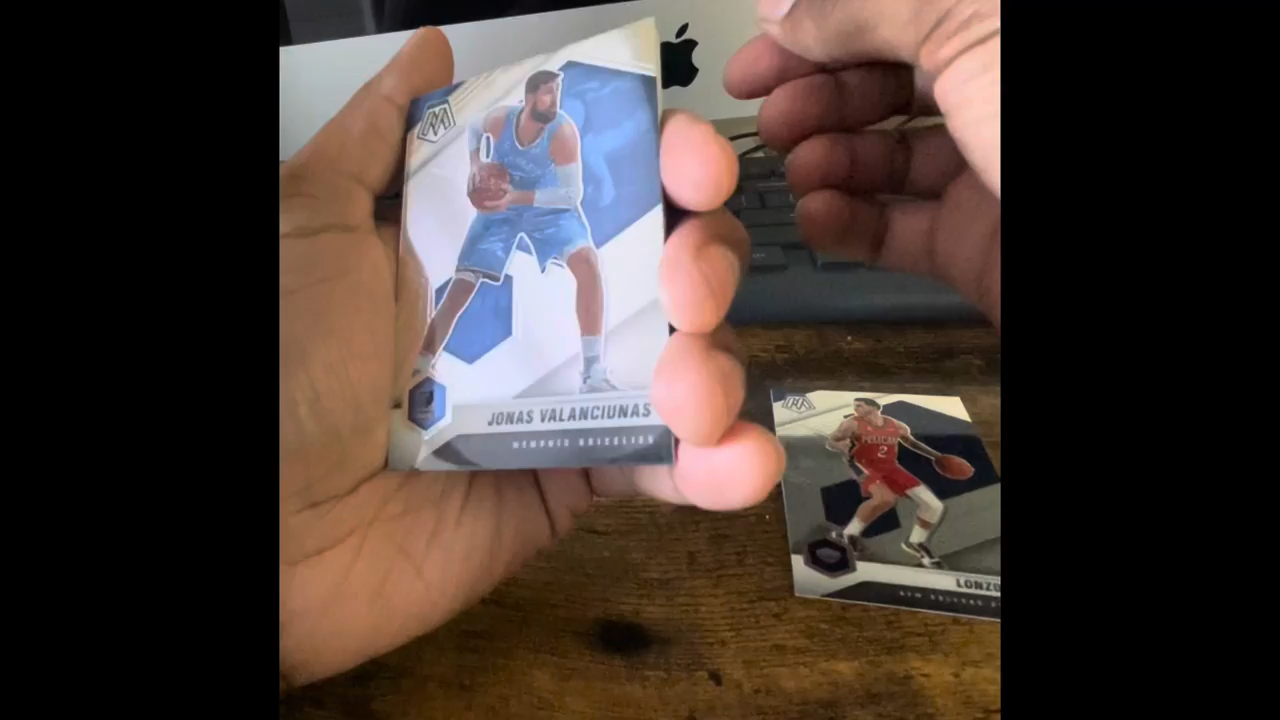 JONAS VALANCIUNAS
MEMPHIS GRIZZLIES
PELICANS
2
LONZO